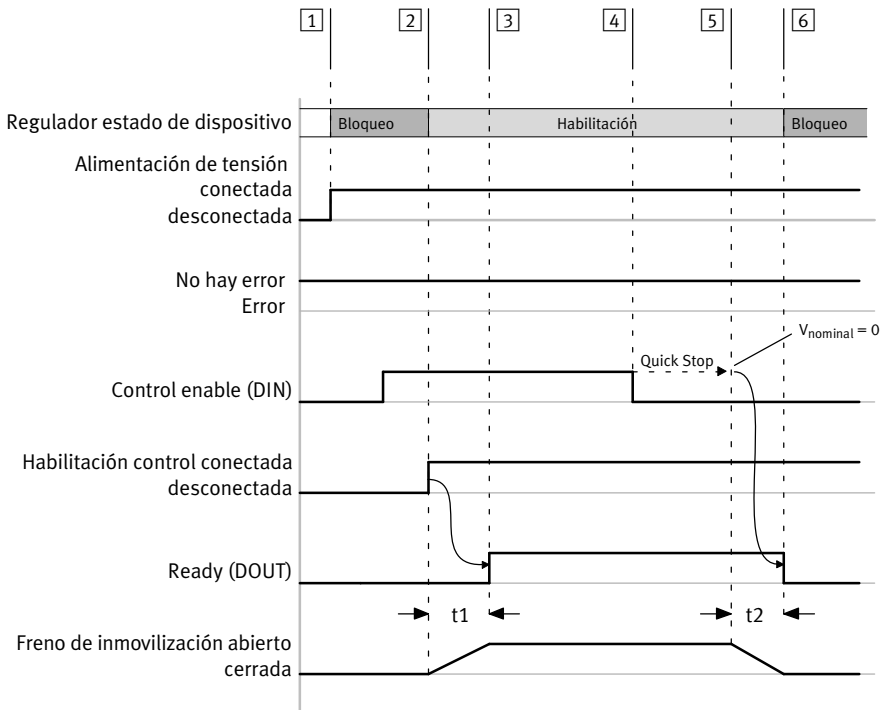 1 2 3 4 5 6
Regulador estado de dispositivo
Bloqueo
Habilitación
Bloqueo
Alimentación de tensión
conectada
desconectada
No hay error
Error
Vnominal = 0
Quick Stop
Control enable (DIN)
Habilitación control conectada
desconectada
Ready (DOUT)
t1
t2
Freno de inmovilización abierto
cerrada